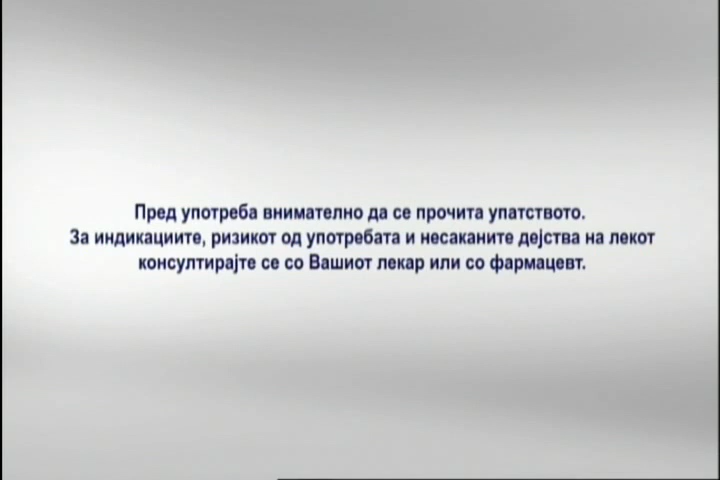 Пред употреба внимателно да се прочита упатството.
За индикациите, ризикот од употребата и несаканите дејства на лекот
консултирајте се со Вашиот лекар или со фармацевт.